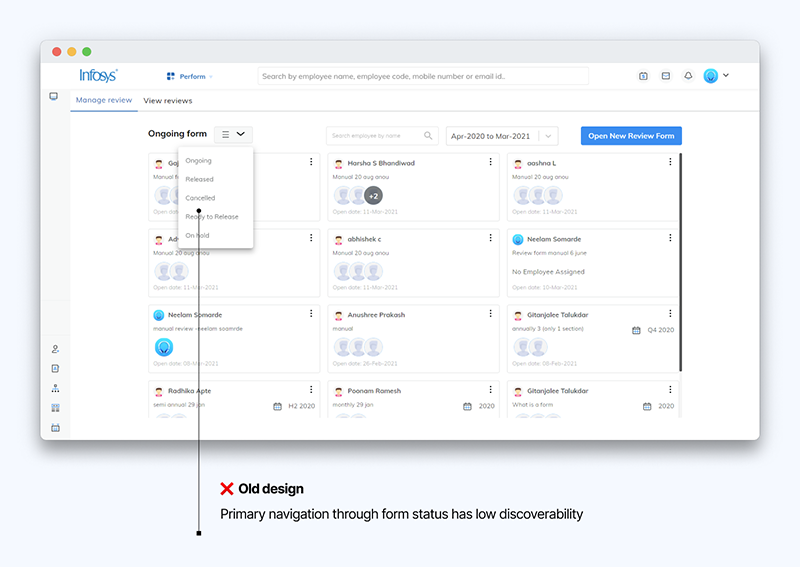 Infosys
Perform
Search by employee name, employee code, mobile number or email id..
Manage review
View reviews
Ongoing form
Search employee by name
Apr-2020 to Mar-2021
Open New Review Form
Ongoing
Released
Cancelled
Ready to Release
On hold
Manual
Open date: 11-Mar-2021
Harsha S Bhandiwad
Manual 20 aug anou
+2
Open date: 11-Mar-2021
aashna L
Manual 20 aug anou
Open date: 11-Mar-2021
Manual 20 aug anou
Open date: 11-Mar-2021
abhishek c
Manual 20 aug anou
Open date: 11-Mar-2021
Neelam Somarde
Review form manual 6 june
No Employee Assigned
Open date: 10-Mar-2021
Neelam Somarde
manual review -neelam soamrde
Open date: 08-Mar-2021
Anushree Prakash
manual
Open date: 26-Feb-2021
Gitanjalee Talukdar
annually 3 (only 1 section)
Q4 2020
Open date: 08-Feb-2021
Radhika Apte
semi annual 29 jan
H2 2020
Poonam Ramesh
monthly 29 jan
2020
Gitanjalee Talukdar
What is a form
2020
Old design
Primary navigation through form status has low discoverability